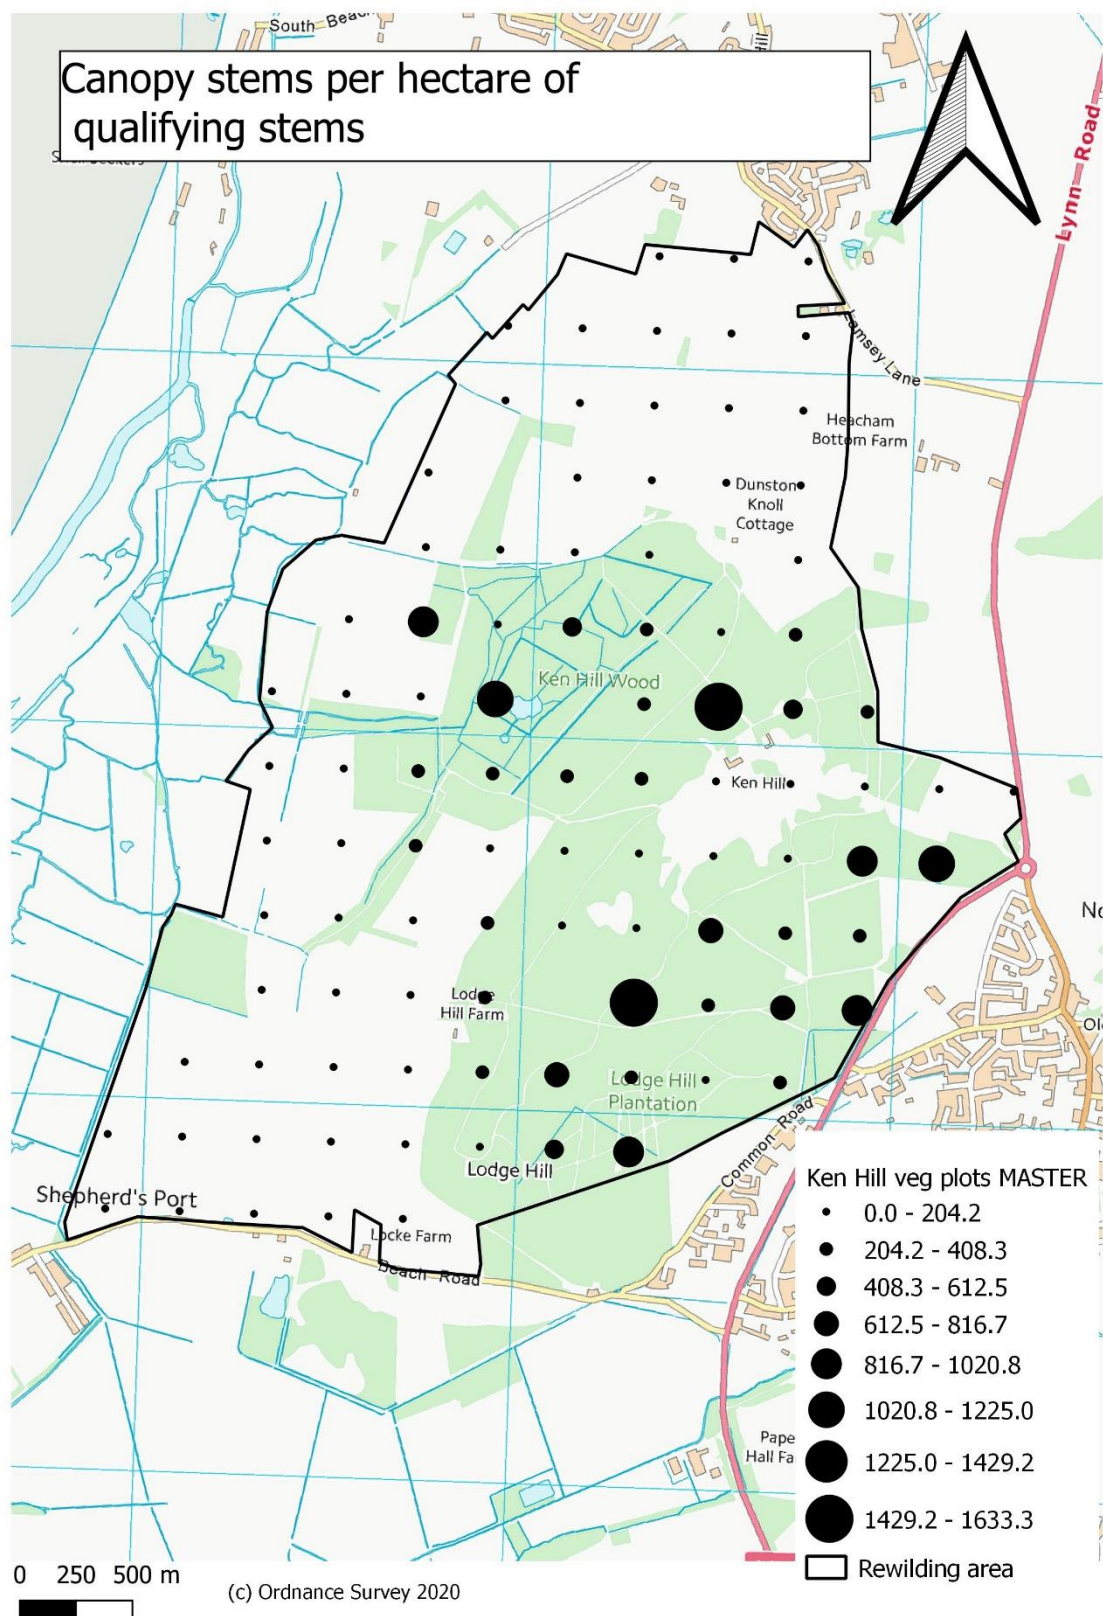 South Beach
Canopy stems per hectare of
qualifying stems
Lynn Road
Lamsey Lane
Heacham
Bottom Farm
Dunston
Knoll
Cottage
Ken Hill Wood
Ken Hill
Lodge
Hill Farm
Lodge Hill
Plantation
Common Road
Lodge Hill
Shepherd's Port
Locke Farm
Beach Road
Hall Fa
Pape
Ken Hill veg plots MASTER
0.0 - 204.2
204.2 - 408.3
408.3 - 612.5
612.5 - 816.7
816.7 - 1020.8
1020.8 - 1225.0
1225.0 - 1429.2
1429.2 - 1633.3
Rewilding area
0 250 500 m
(c) Ordnance Survey 2020